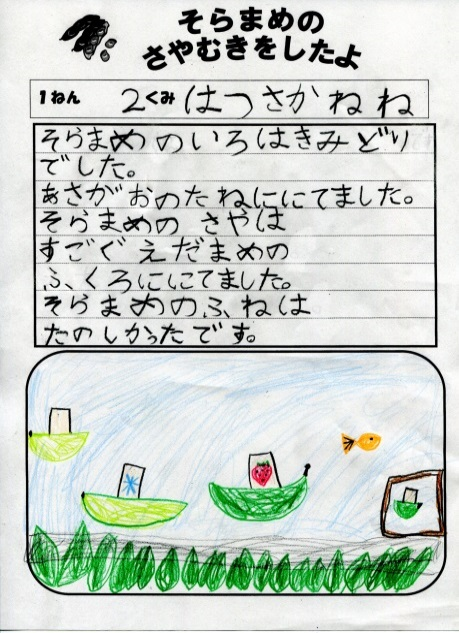 そらまめの
さやむきをしたよ
1ねん 2くみ はつさかねね
そらまめのいろはきみどり
でした。
あさがおのたねににてました。
そらまめの さやは
すごぐえだまめの
ふくろににてました。
そらまめのふねは
たのしかったです。